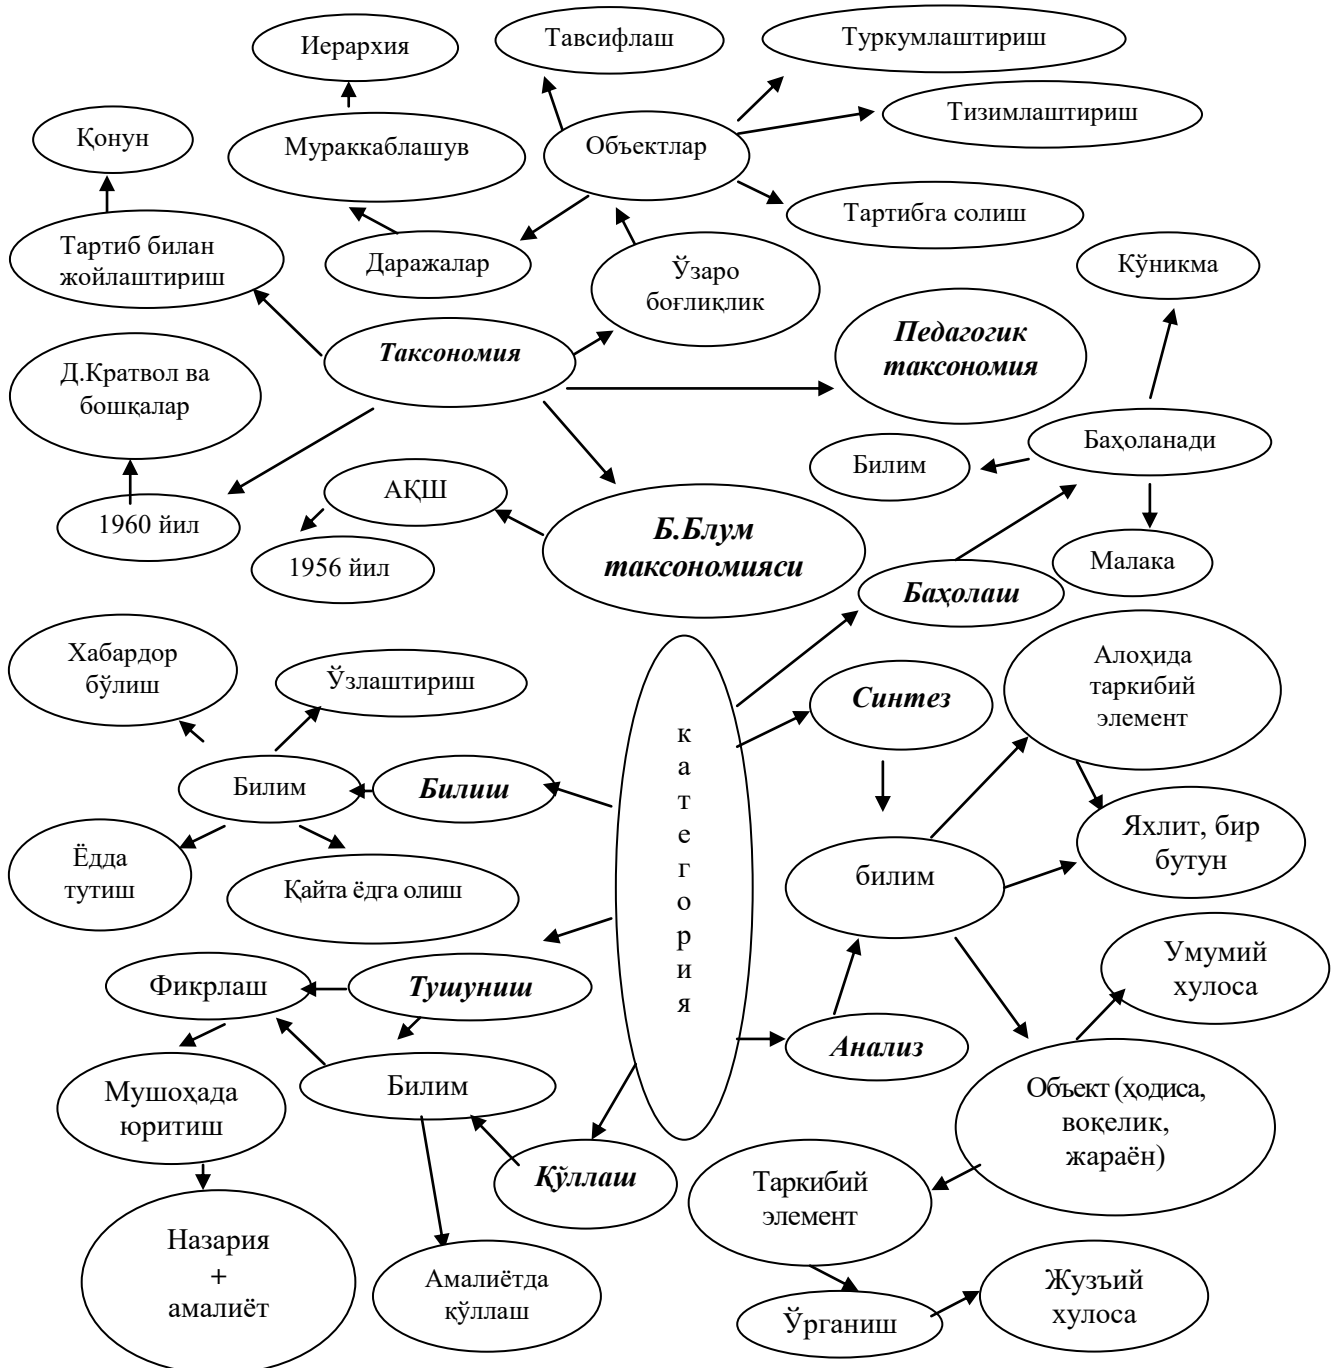 Иерархия
Тавсифлаш
Туркумлаштириш
Тизимлаштириш
Қонун
Мураккаблашув
Объектлар
Тартибга солиш
Тартиб билан
жойлаштириш
Даражалар
Ўзаро
боғлиқлик
Кўникма
Таксономия
Педагогик
таксономия
Д.Кратвол ва
бошқалар
Баҳоланади
Билим
АҚШ
1960 йил
1956 йил
Б.Блум
таксономияси
Малака
Баҳолаш
Хабардор
бўлиш
Ўзлаштириш
Синтез
Алоҳида
таркибий
элемент
Билим
Билиш
к
а
т
е
г
о
р
и
я
Яхлит, бир
бутун
Ёдда
тутиш
Қайта ёдга олиш
билим
Умумий
хулоса
Фикрлаш
Тушуниш
Анализ
Мушоҳада
юритиш
Билим
Объект (ҳодиса,
воқелик,
жараён)
Қўллаш
Таркибий
элемент
Назария
+
амалиёт
Амалиётда
қўллаш
Ўрганиш
Жузъий
хулоса